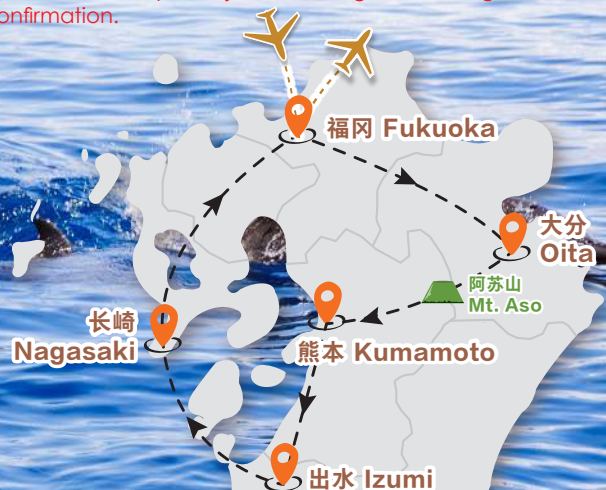 onfirmation.
福冈 Fukuoka
大分
Oita
阿苏山
Mt. Aso
长崎
Nagasaki
熊本 Kumamoto
出水 Izumi